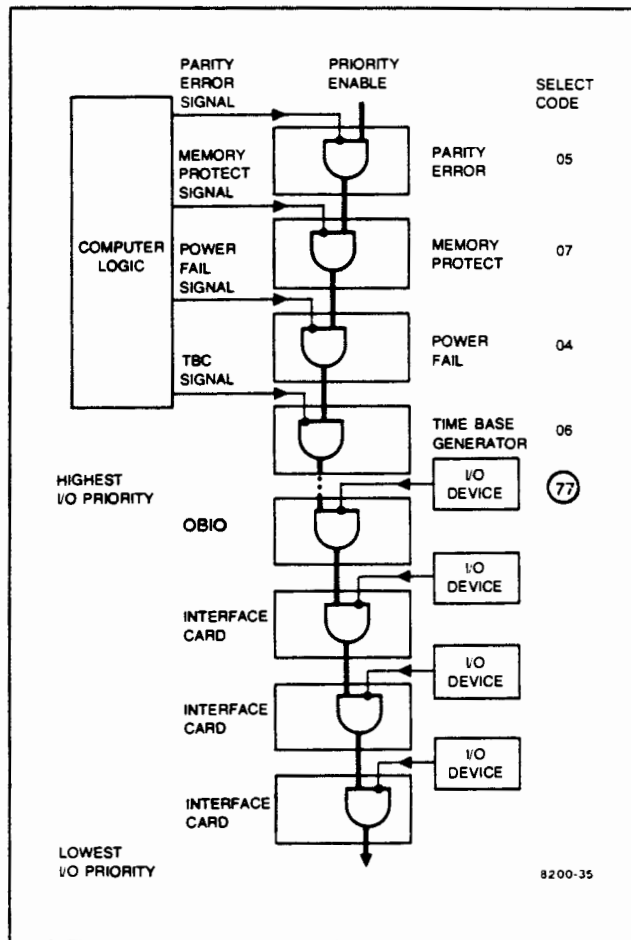 PARITY
ERROR
SIGNAL
PRIORITY
ENABLE
SELECT
CODE
PARITY
ERROR
05
MEMORY
PROTECT
SIGNAL
COMPUTER
LOGIC
MEMORY
PROTECT
07
POWER
FAIL
SIGNAL
POWER
FAIL
04
TBC
SIGNAL
TIME BASE
GENERATOR
06
HIGHEST
I/O PRIORITY
I/O
DEVICE
77
OBIO
I/O
DEVICE
INTERFACE
CARD
I/O
DEVICE
INTERFACE
CARD
I/O
DEVICE
INTERFACE
CARD
LOWEST
I/O PRIORITY
8200-35